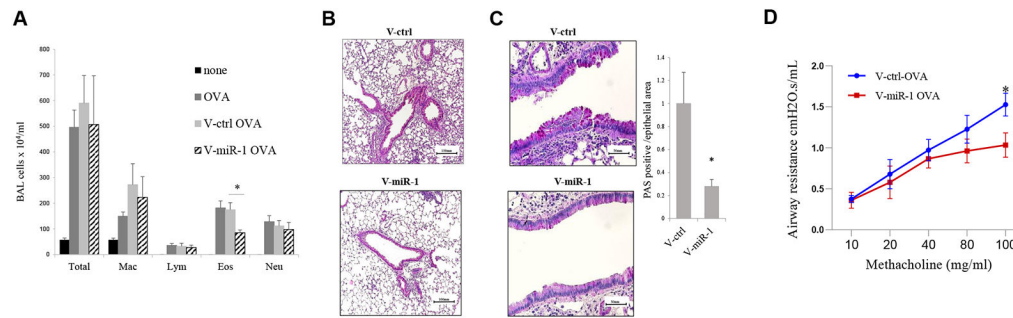 A
BAL cells x 10⁴/ml
800
700
600
500
400
300
200
100
0
none
OVA
V-ctrl OVA
V-miR-1 OVA
*
Total Mac Lym Eos Neu
B
V-ctrl
V-miR-1
C
V-ctrl
V-miR-1
PAS positive /epithelial area
1.4
1.2
1
0.8
0.6
0.4
0.2
0
*
V-ctrl
V-miR-1
D
Airway resistance cmH2O.s/mL
2.0
1.5
1.0
0.5
0.0
V-ctrl-OVA
V-miR-1 OVA
*
10 20 40 80 100
Methacholine (mg/ml)